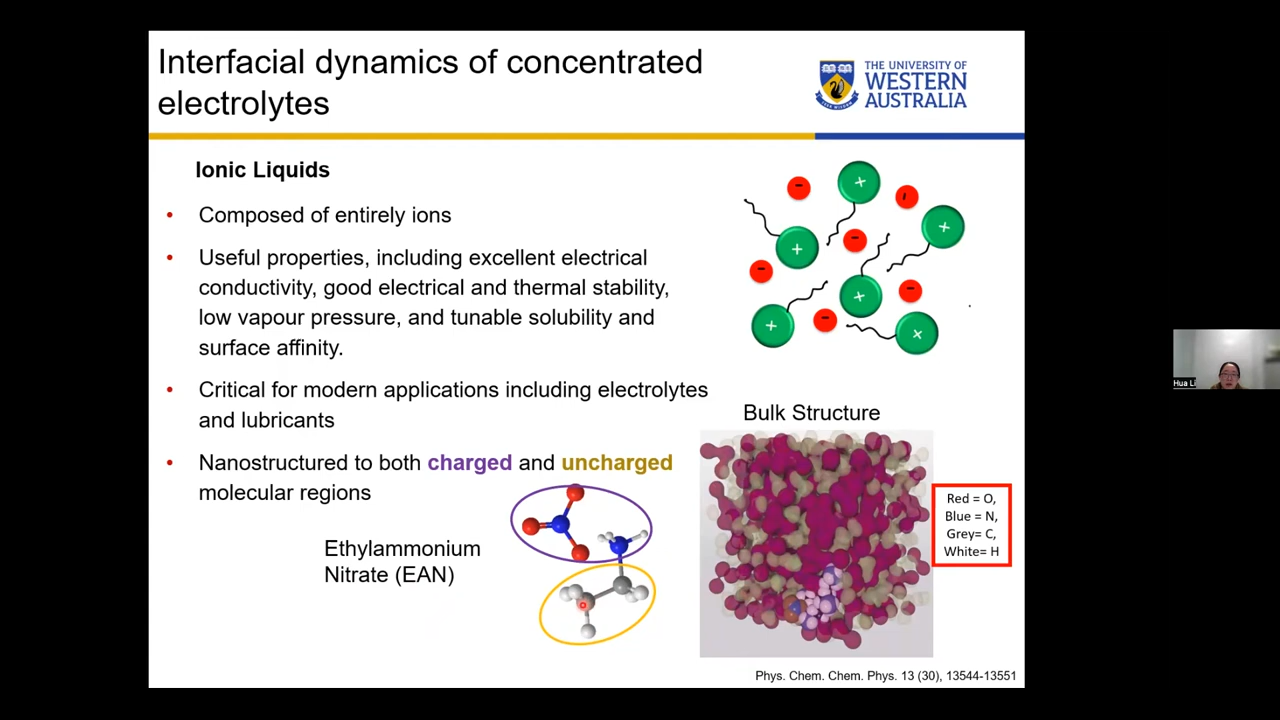 Interfacial dynamics of concentrated
electrolytes
THE UNIVERSITY OF
WESTERN
AUSTRALIA
Ionic Liquids
• Composed of entirely ions
• Useful properties, including excellent electrical
conductivity, good electrical and thermal stability,
low vapour pressure, and tunable solubility and
surface affinity.
• Critical for modern applications including electrolytes
and lubricants
• Nanostructured to both charged and uncharged
molecular regions
Ethylammonium
Nitrate (EAN)
Bulk Structure
Red = O,
Blue = N,
Grey= C,
White= H
Phys. Chem. Chem. Phys. 13 (30), 13544-13551
Hua Li